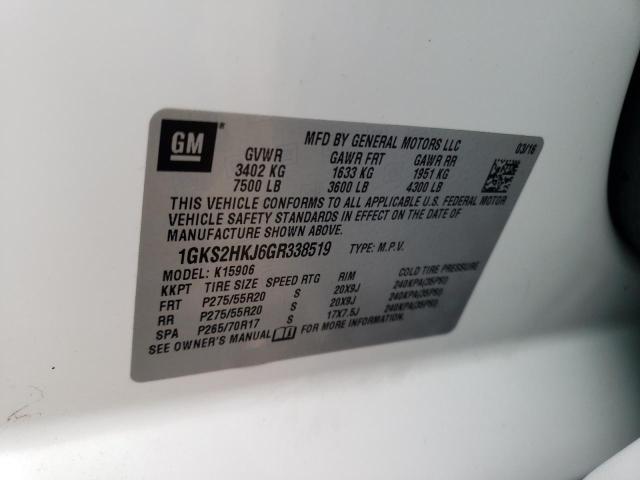 GM
MFD BY GENERAL MOTORS LLC
03/16
GVWR GAWR FRT GAWR RR
3402 KG 1633 KG 1951 KG
7500 LB 3600 LB 4300 LB
THIS VEHICLE CONFORMS TO ALL APPLICABLE U.S. FEDERAL MOTOR
VEHICLE SAFETY STANDARDS IN EFFECT ON THE DATE OF
MANUFACTURE SHOWN ABOVE.
1GKS2HKJ6GR338519 TYPE: M.P.V.
MODEL: K15906
KKPT TIRE SIZE SPEED RTG RIM COLD TIRE PRESSURE
FRT P275/55R20 S 20X9J 240KPA(35PSI)
RR P275/55R20 S 20X9J 240KPA(35PSI)
SPA P265/70R17 S 17X7.5J 240KPA(35PSI)
SEE OWNER'S MANUAL FOR MORE INFORMATION.